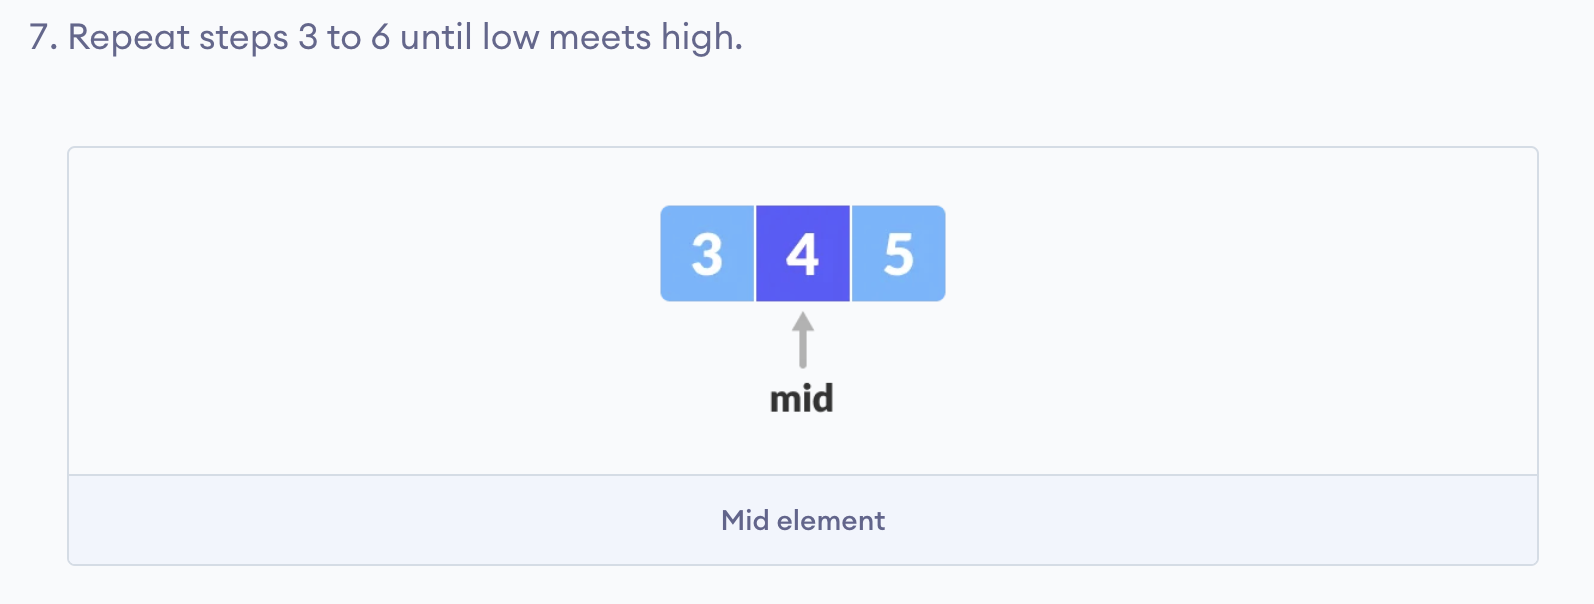 7. Repeat steps 3 to 6 until low meets high.
3 4 5
mid
Mid element